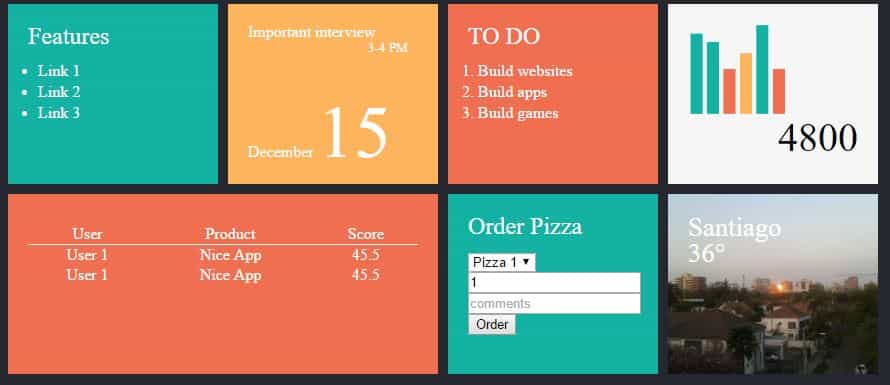 Features
Link 1
Link 2
Link 3
Important interview
3-4 PM
December 15
TO DO
1. Build websites
2. Build apps
3. Build games
4800
User Product Score
User 1 Nice App 45.5
User 1 Nice App 45.5
Order Pizza
Pizza 1
1
comments
Order
Santiago
36°